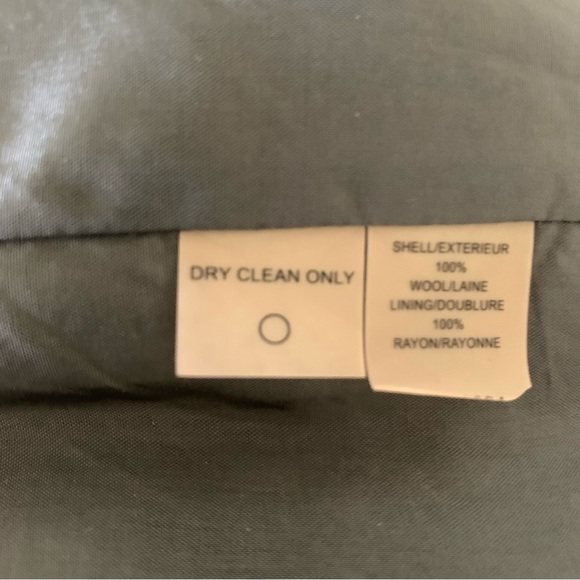 DRY CLEAN ONLY
SHELL/EXTERIEUR
100%
WOOL/LAINE
LINING/DOUBLURE
100%
RAYON/RAYONNE